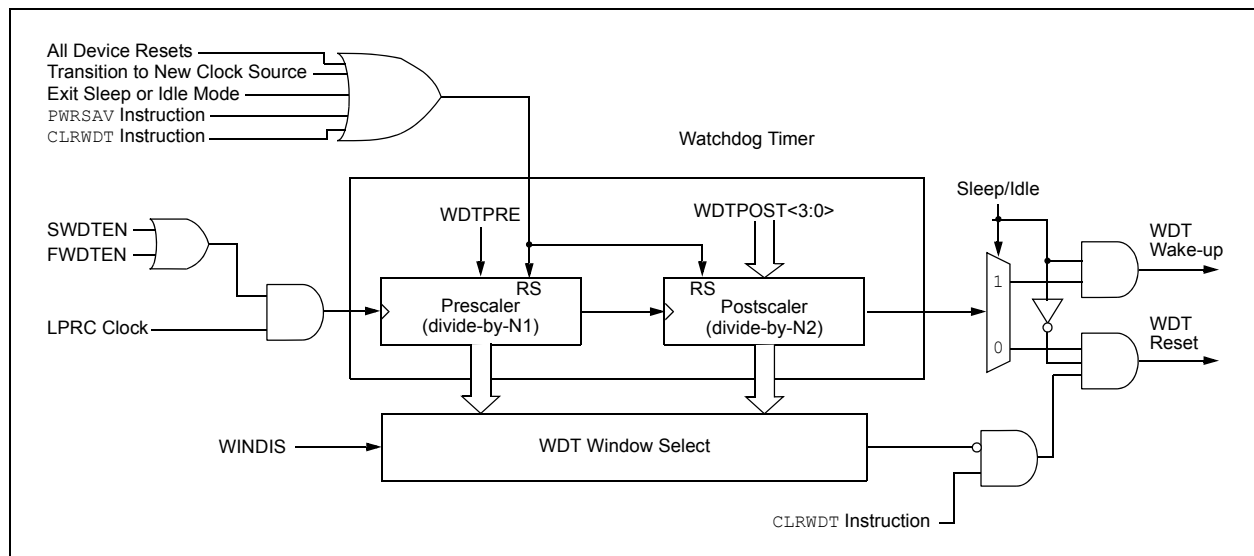 All Device Resets
Transition to New Clock Source
Exit Sleep or Idle Mode
PWRSAV Instruction
CLRWDT Instruction
Watchdog Timer
Sleep/Idle
WDTPRE
WDTPOST<3:0>
SWDTEN
FWDTEN
WDT
Wake-up
RS
RS
Prescaler
(divide-by-N1)
Postscaler
(divide-by-N2)
1
0
LPRC Clock
WDT
Reset
WINDIS
WDT Window Select
CLRWDT Instruction